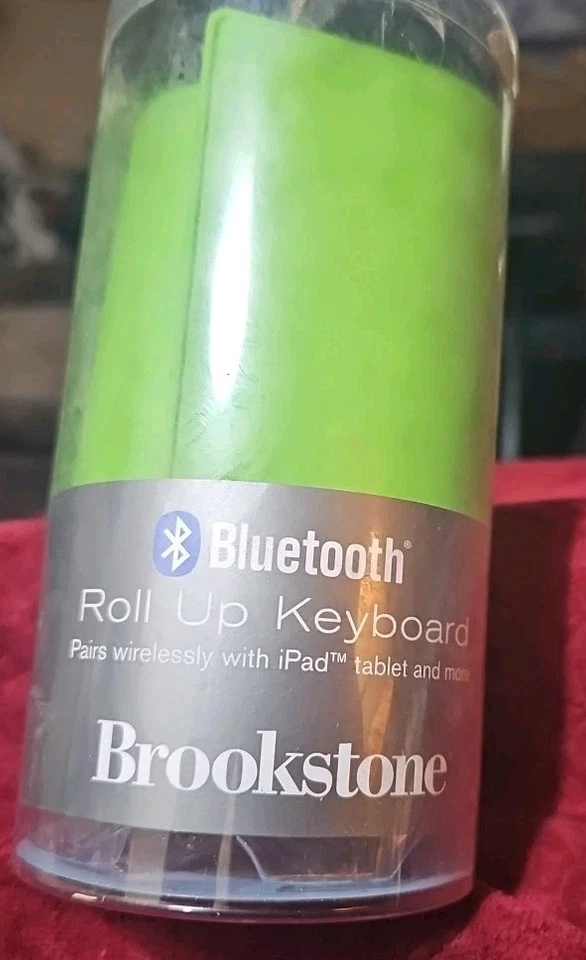 Bluetooth®
Roll Up Keyboard
Pairs wirelessly with iPad™ tablet and more
Brookstone